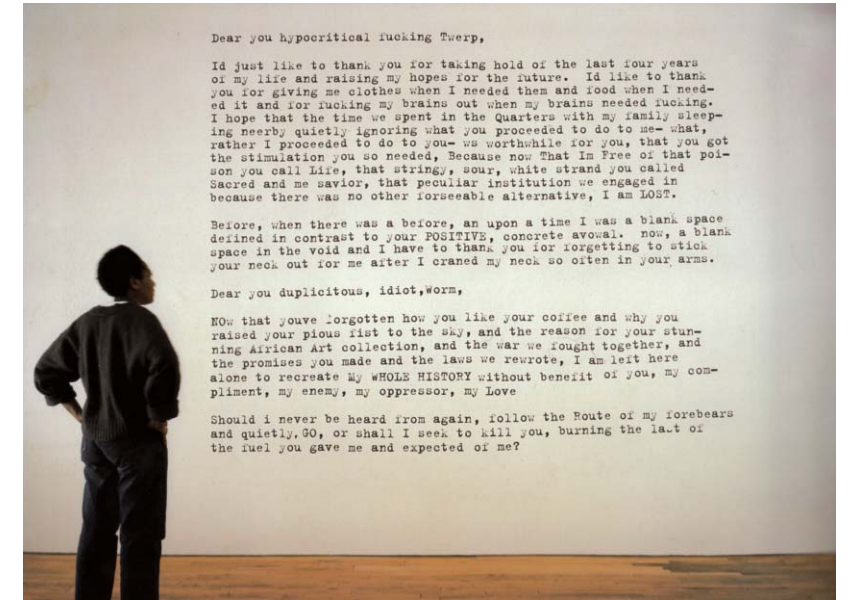 Dear you hypocritical fucking Twerp,
Id just like to thank you for taking hold of the last four years
of my life and raising my hopes for the future.  Id like to thank
you for giving me clothes when I needed them and food when I need-
ed it and for fucking my brains out when my brains needed fucking.
I hope that the time we spent in the Quarters with my family sleep-
ing neerby quietly ignoring what you proceeded to do to me- what,
rather I proceeded to do to you- ws worthwhile for you, that you got
the stimulation you so needed, Because now That Im Free of that poi-
son you call Life, that stringy, sour, white strand you called
Sacred and me savior, that peculiar institution we engaged in
because there was no other forseeable alternative, I am LOST.
Before, when there was a before, an upon a time I was a blank space
defined in contrast to your POSITIVE, concrete avowal.  now, a blank
space in the void and I have to thank you for forgetting to stick
your neck out for me after I craned my neck so often in your arms.
Dear you duplicitous, idiot,Worm,
NOw that youve forgotten how you like your coffee and why you
raised your pious fist to the sky, and the reason for your stun-
ning African Art collection, and the war we fought together, and
the promises you made and the laws we rewrote, I am left here
alone to recreate My WHOLE HISTORY without benefit of you, my com-
pliment, my enemy, my oppressor, my Love
Should i never be heard from again, follow the Route of my forebears
and quietly,GO, or shall I seek to kill you, burning the last of
the fuel you gave me and expected of me?